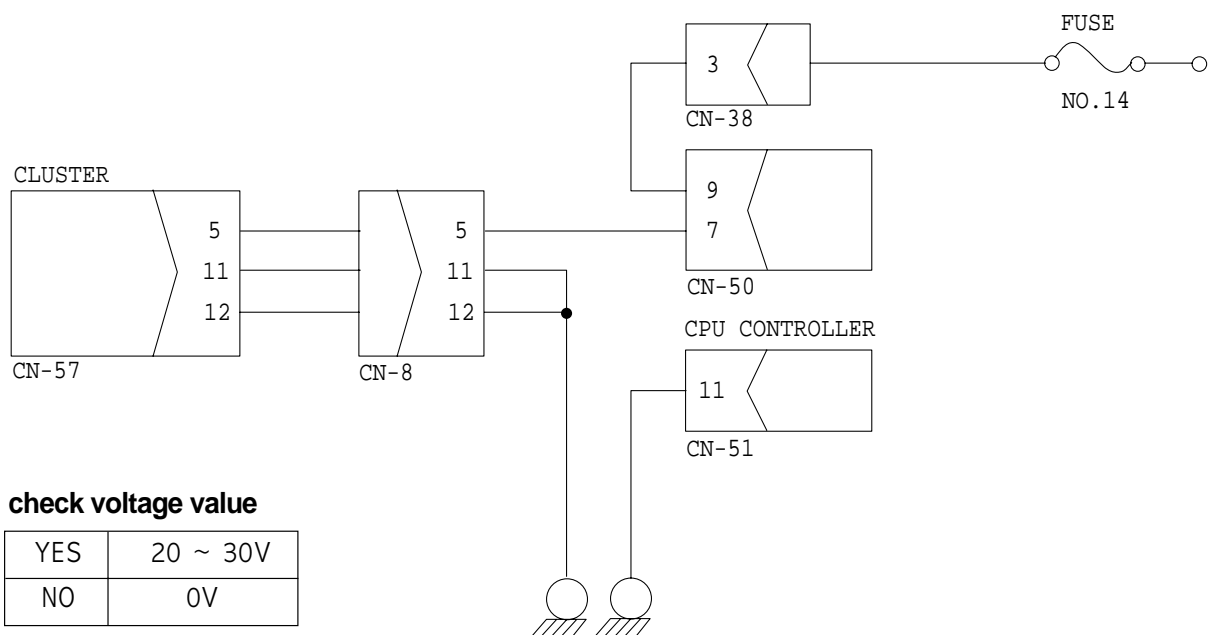 FUSE
3
NO.14
CN-38
CLUSTER
9
5
5
7
11
11
12
12
CN-50
CN-57
CN-8
CPU CONTROLLER
11
CN-51
check voltage value
YES 20 ~ 30V
NO 0V